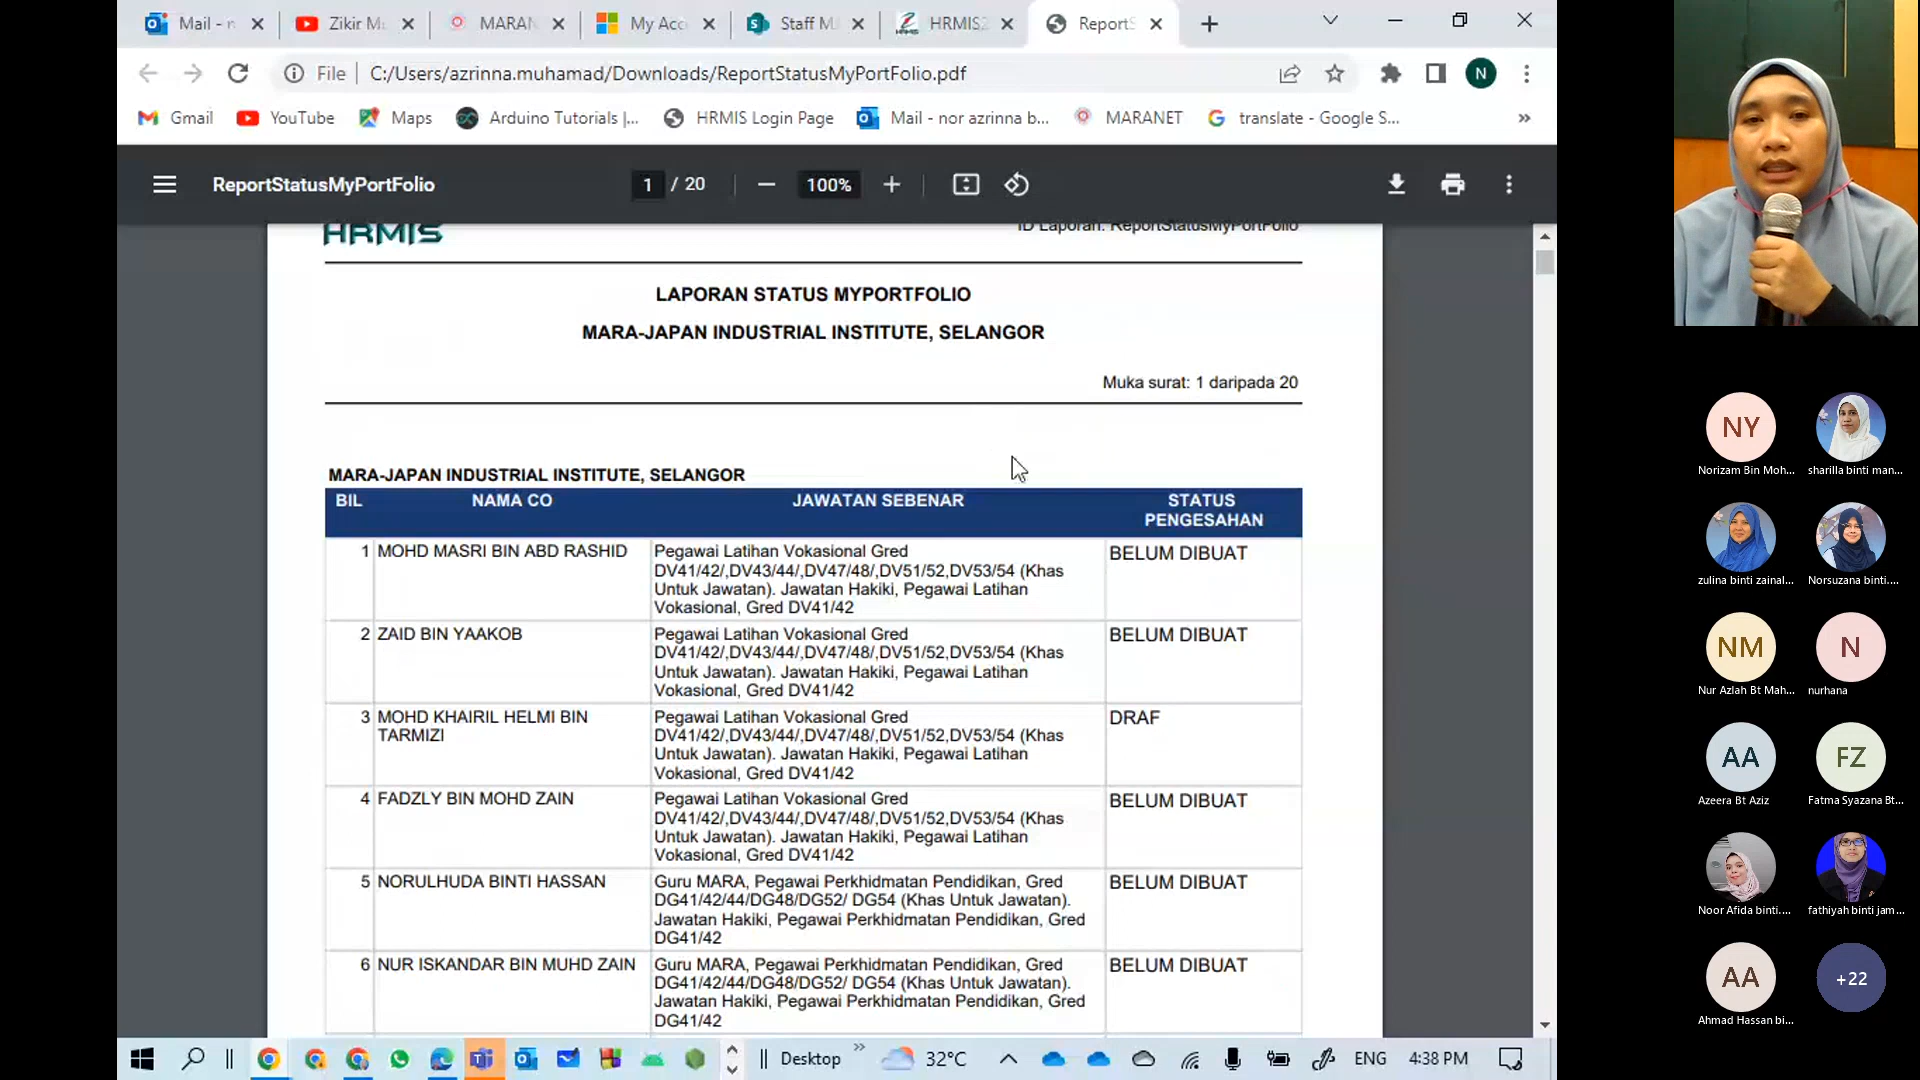 Mail - n
Zikir M
MARAN
My Acc
Staff M
HRMIS2
ReportS
File
C:/Users/azrinna.muhamad/Downloads/ReportStatusMyPortFolio.pdf
N
Gmail
YouTube
Maps
Arduino Tutorials |...
HRMIS Login Page
Mail - nor azrinna b...
MARANET
translate - Google S...
»
ReportStatusMyPortFolio
1 / 20
100%
HRMIS
ID Laporan: ReportStatusMyPortFolio
LAPORAN STATUS MYPORTFOLIO
MARA-JAPAN INDUSTRIAL INSTITUTE, SELANGOR
Muka surat: 1 daripada 20
MARA-JAPAN INDUSTRIAL INSTITUTE, SELANGOR
BIL NAMA CO JAWATAN SEBENAR STATUS
PENGESAHAN
1 MOHD MASRI BIN ABD RASHID Pegawai Latihan Vokasional Gred BELUM DIBUAT
DV41/42/,DV43/44/,DV47/48/,DV51/52,DV53/54 (Khas
Untuk Jawatan). Jawatan Hakiki, Pegawai Latihan
Vokasional, Gred DV41/42
2 ZAID BIN YAAKOB Pegawai Latihan Vokasional Gred BELUM DIBUAT
DV41/42/,DV43/44/,DV47/48/,DV51/52,DV53/54 (Khas
Untuk Jawatan). Jawatan Hakiki, Pegawai Latihan
Vokasional, Gred DV41/42
3 MOHD KHAIRIL HELMI BIN Pegawai Latihan Vokasional Gred DRAF
TARMIZI DV41/42/,DV43/44/,DV47/48/,DV51/52,DV53/54 (Khas
Untuk Jawatan). Jawatan Hakiki, Pegawai Latihan
Vokasional, Gred DV41/42
4 FADZLY BIN MOHD ZAIN Pegawai Latihan Vokasional Gred BELUM DIBUAT
DV41/42/,DV43/44/,DV47/48/,DV51/52,DV53/54 (Khas
Untuk Jawatan). Jawatan Hakiki, Pegawai Latihan
Vokasional, Gred DV41/42
5 NORULHUDA BINTI HASSAN Guru MARA, Pegawai Perkhidmatan Pendidikan, Gred BELUM DIBUAT
DG41/42/44/DG48/DG52/ DG54 (Khas Untuk Jawatan).
Jawatan Hakiki, Pegawai Perkhidmatan Pendidikan, Gred
DG41/42
6 NUR ISKANDAR BIN MUHD ZAIN Guru MARA, Pegawai Perkhidmatan Pendidikan, Gred BELUM DIBUAT
DG41/42/44/DG48/DG52/ DG54 (Khas Untuk Jawatan).
Jawatan Hakiki, Pegawai Perkhidmatan Pendidikan, Gred
DG41/42
Desktop
»
32°C
ENG
4:38 PM
NY
Norizam Bin Moh...
sharilla binti man...
zulina binti zainal...
Norsuzana binti....
NM
Nur Azlah Bt Mah...
N
nurhana
AA
Azeera Bt Aziz
FZ
Fatma Syazana Bt...
Noor Afida binti....
fathiyah binti jam...
AA
Ahmad Hassan bi...
+22